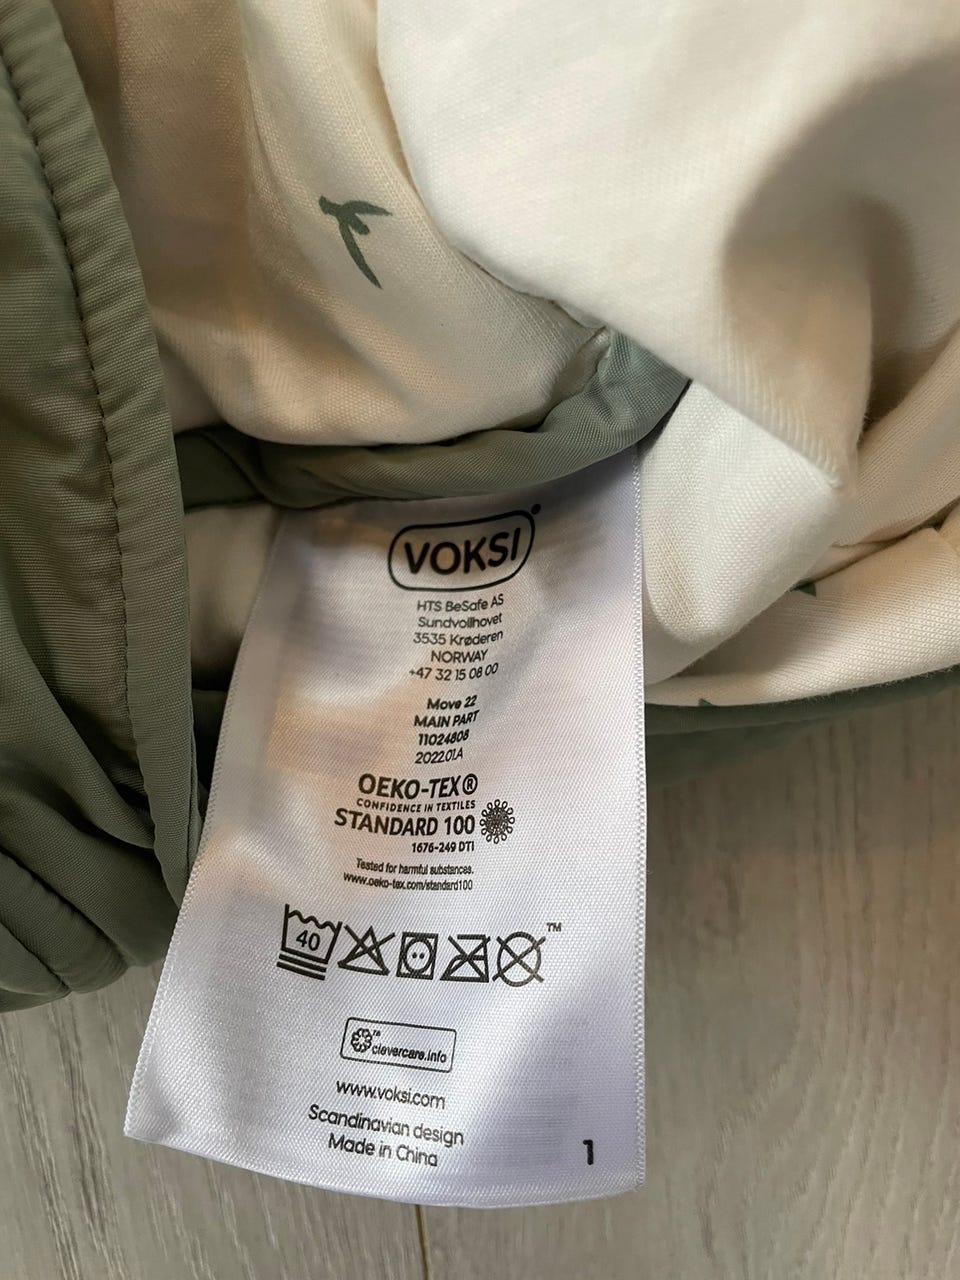 VOKSI
HTS BeSafe AS
Sundvollhovet
3535 Krøderen
NORWAY
+47 32 15 08 00
Move 22
MAIN PART
11024808
2022.01.A
OEKO-TEX®
CONFIDENCE IN TEXTILES
STANDARD 100
1676-249 DTI
Tested for harmful substances.
www.oeko-tex.com/standard100
40 ™
™ clevercare.info
www.voksi.com
Scandinavian design
Made in China
1